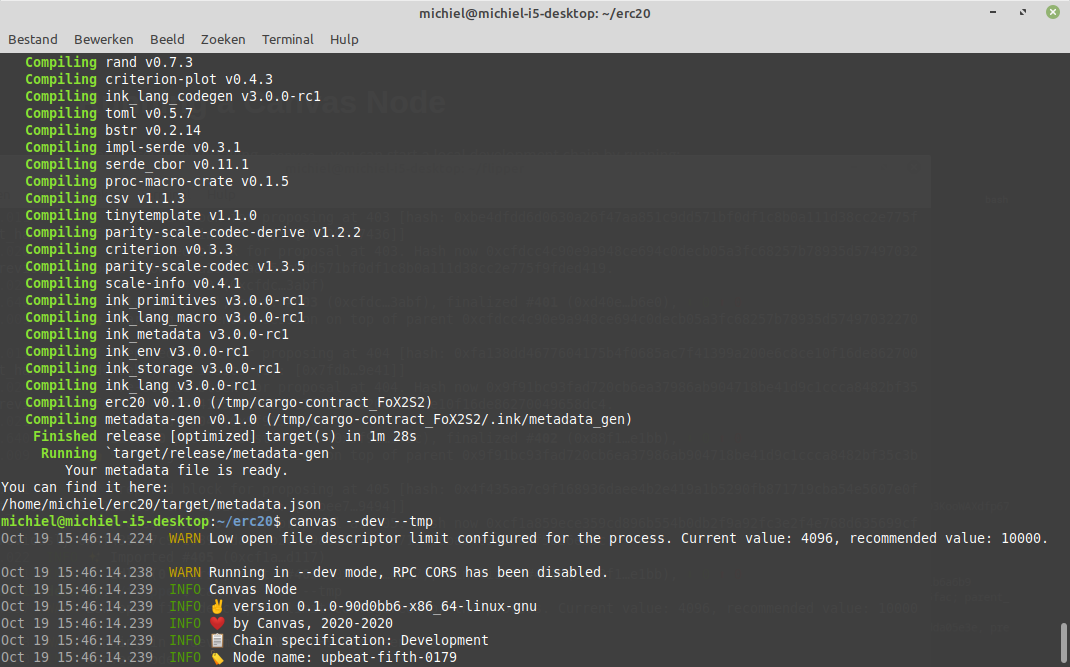 michiel@michiel-i5-desktop: ~/erc20
Bestand Bewerken Beeld Zoeken Terminal Hulp
Compiling rand v0.7.3
Compiling criterion-plot v0.4.3
Compiling ink_lang_codegen v3.0.0-rc1
Compiling toml v0.5.7
Compiling bstr v0.2.14
Compiling impl-serde v0.3.1
Compiling serde_cbor v0.11.1
Compiling proc-macro-crate v0.1.5
Compiling csv v1.1.3
Compiling tinytemplate v1.1.0
Compiling parity-scale-codec-derive v1.2.2
Compiling criterion v0.3.3
Compiling parity-scale-codec v1.3.5
Compiling scale-info v0.4.1
Compiling ink_primitives v3.0.0-rc1
Compiling ink_lang_macro v3.0.0-rc1
Compiling ink_metadata v3.0.0-rc1
Compiling ink_env v3.0.0-rc1
Compiling ink_storage v3.0.0-rc1
Compiling ink_lang v3.0.0-rc1
Compiling erc20 v0.1.0 (/tmp/cargo-contract_FoX2S2)
Compiling metadata-gen v0.1.0 (/tmp/cargo-contract_FoX2S2/.ink/metadata_gen)
Finished release [optimized] target(s) in 1m 28s
Running `target/release/metadata-gen`
Your metadata file is ready.
You can find it here:
/home/michiel/erc20/target/metadata.json
michiel@michiel-i5-desktop:~/erc20$ canvas --dev --tmp
Oct 19 15:46:14.224 WARN Low open file descriptor limit configured for the process. Current value: 4096, recommended value: 10000.
Oct 19 15:46:14.238 WARN Running in --dev mode, RPC CORS has been disabled.
Oct 19 15:46:14.239 INFO Canvas Node
Oct 19 15:46:14.239 INFO ✌️ version 0.1.0-90d0bb6-x86_64-linux-gnu
Oct 19 15:46:14.239 INFO ❤️ by Canvas, 2020-2020
Oct 19 15:46:14.239 INFO 📋 Chain specification: Development
Oct 19 15:46:14.239 INFO 🏷 Node name: upbeat-fifth-0179